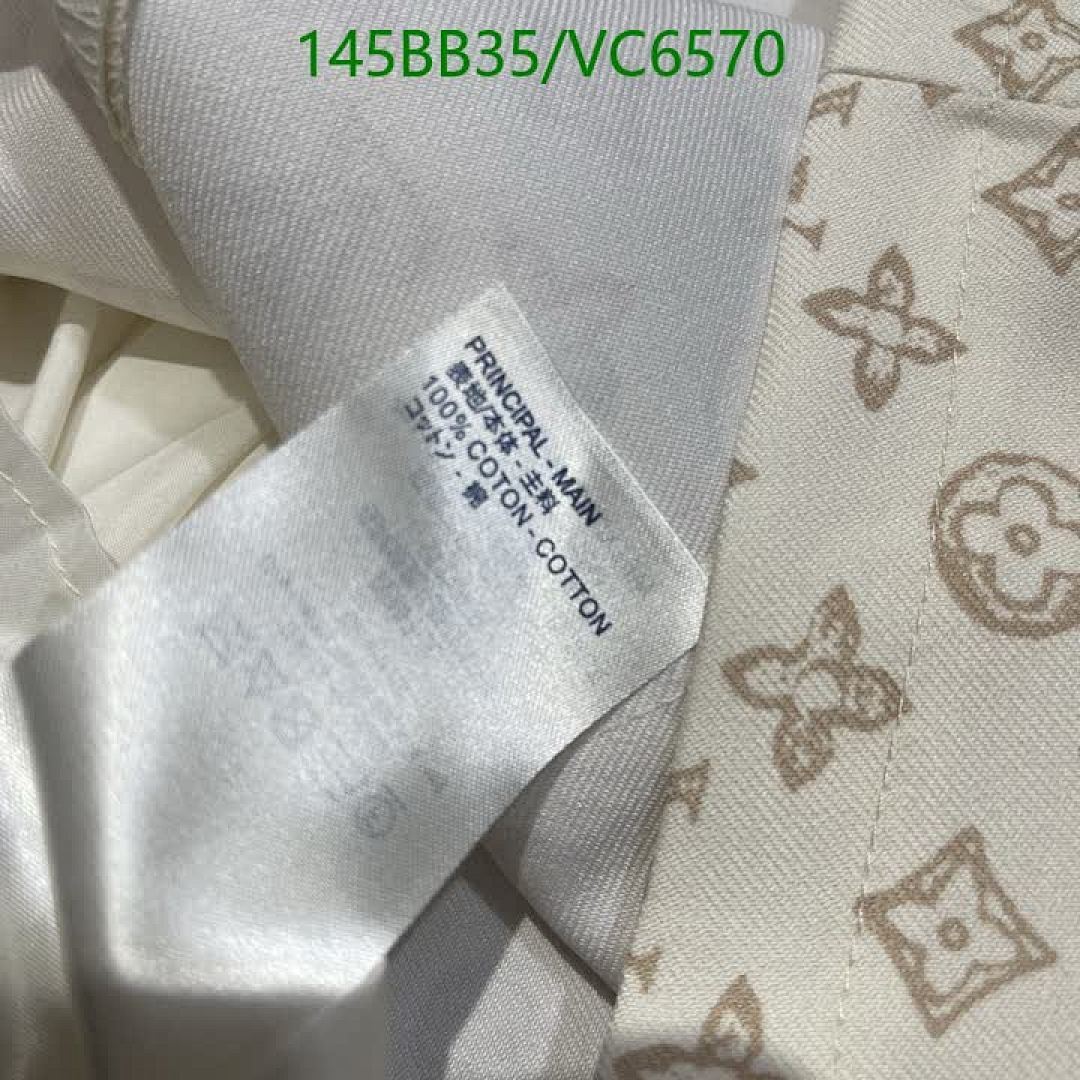 145BB35/VC6570
PRINCIPAL - MAIN
表地/本体 - 主料
100% COTON - COTTON
コットン - 棉